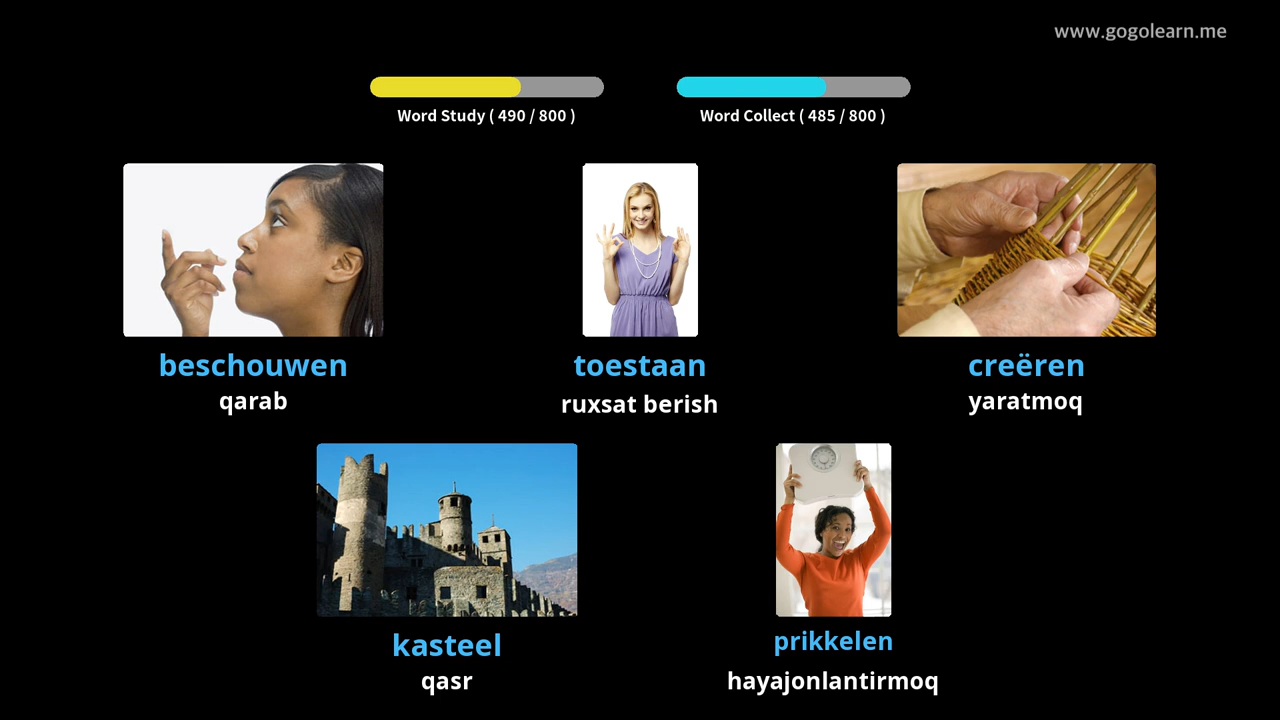 www.gogolearn.me
Word Study ( 490 / 800 )
Word Collect ( 485 / 800 )
beschouwen
qarab
toestaan
ruxsat berish
creëren
yaratmoq
kasteel
qasr
prikkelen
hayajonlantirmoq